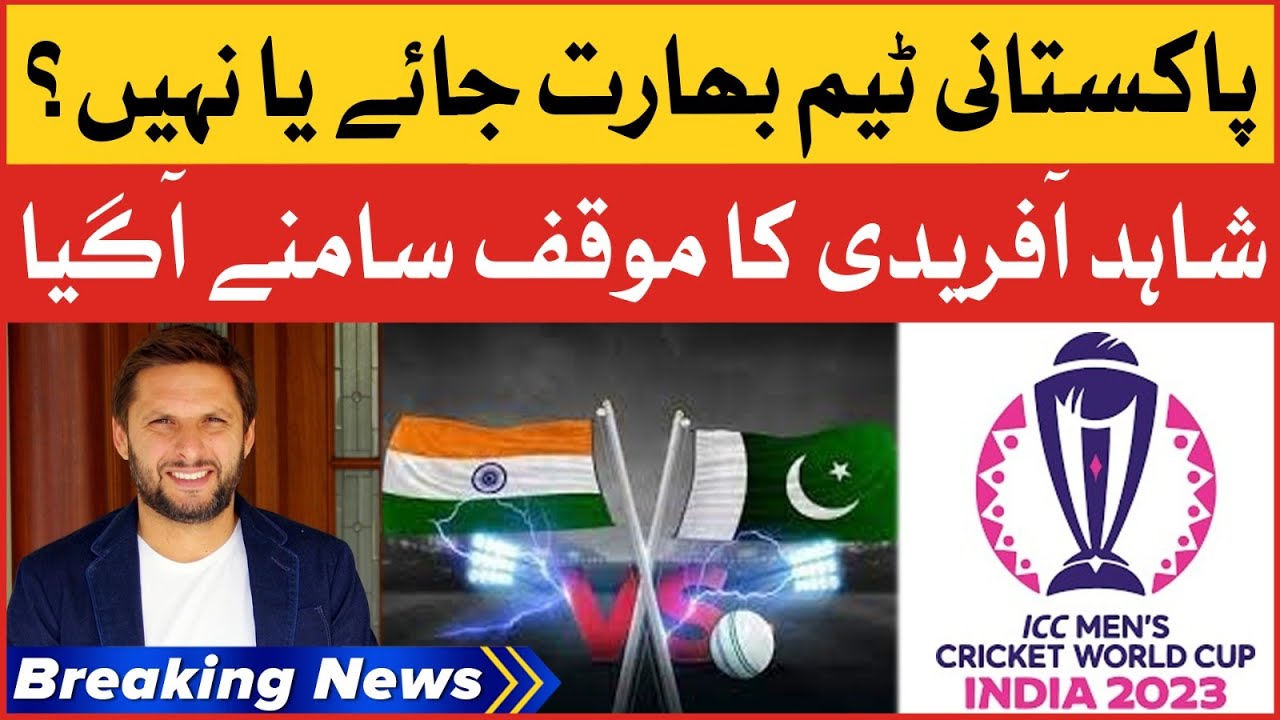 پاکستانی ٹیم بھارت جائے یا نہیں؟
شاہد آفریدی کا موقف سامنے آگیا
VS
ICC MEN'S
CRICKET WORLD CUP
INDIA 2023
Breaking News